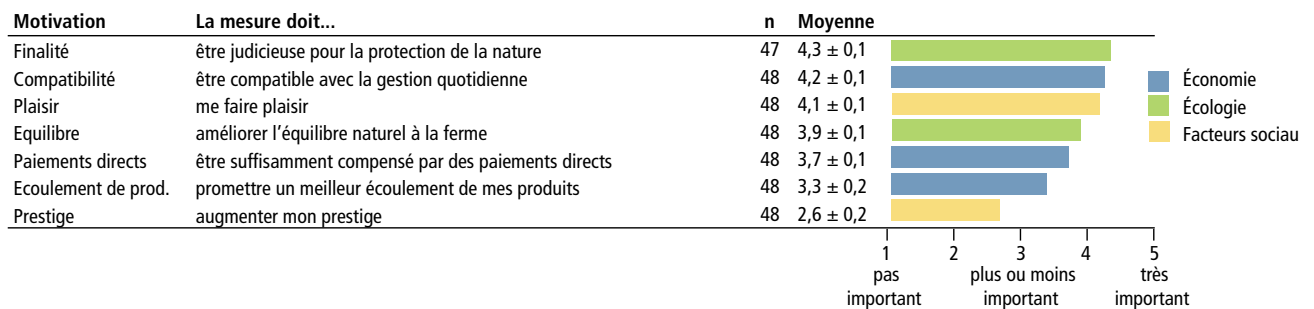 Motivation La mesure doit... n Moyenne
Finalité être judicieuse pour la protection de la nature 47 4,3 ± 0,1
Compatibilité être compatible avec la gestion quotidienne 48 4,2 ± 0,1
Plaisir me faire plaisir 48 4,1 ± 0,1
Equilibre améliorer l'équilibre naturel à la ferme 48 3,9 ± 0,1
Paiements directs être suffisamment compensé par des paiements directs 48 3,7 ± 0,1
Ecoulement de prod. promettre un meilleur écoulement de mes produits 48 3,3 ± 0,2
Prestige augmenter mon prestige 48 2,6 ± 0,2
Économie
Écologie
Facteurs sociau
1 2 3 4 5
pas plus ou moins très
important important important